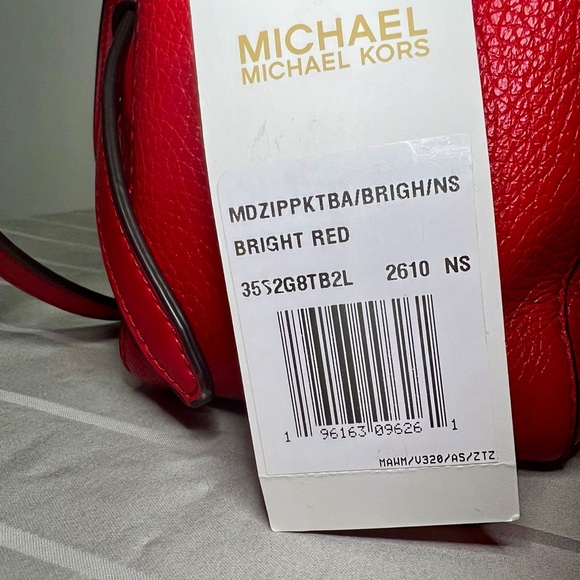 MICHAEL
MICHAEL KORS
MDZIPPKTBA/BRIGH/NS
BRIGHT RED
35S2G8TB2L 2610 NS
1 96163 09626 1
MAWM/V320/AS/ZTZ